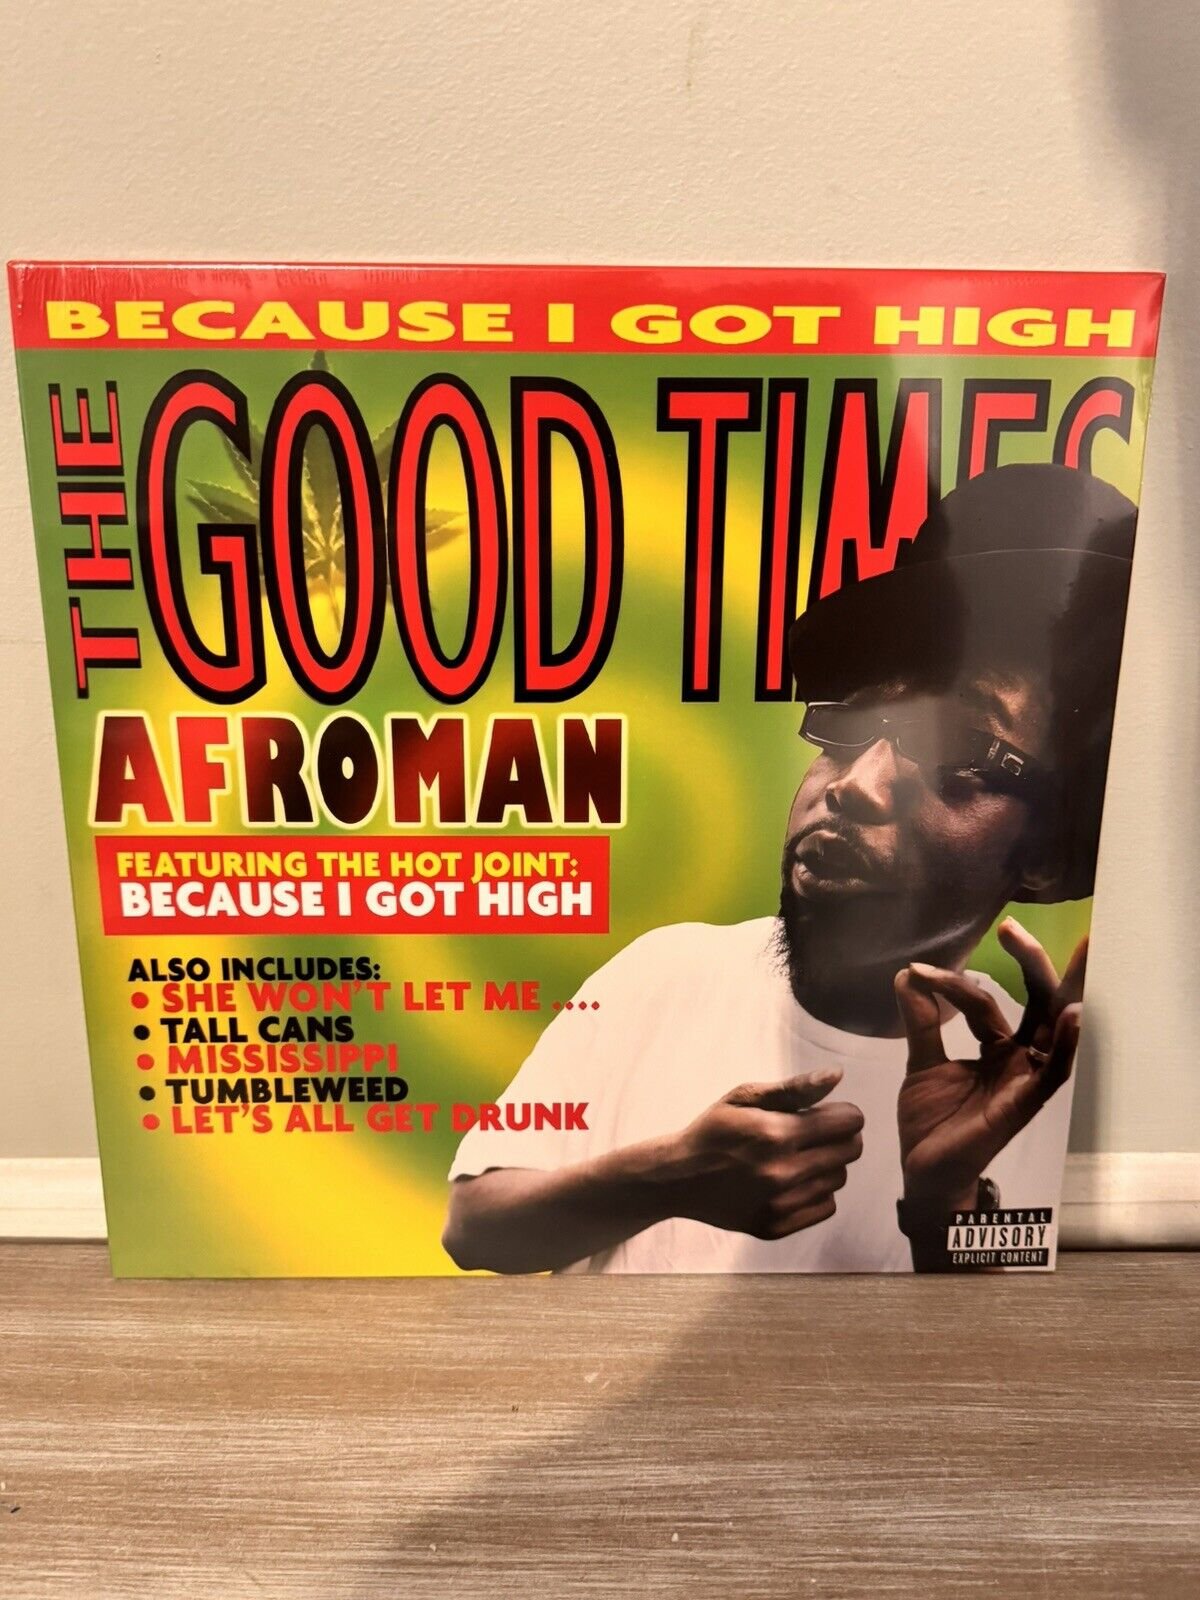 BECAUSE I GOT HIGH
THE GOOD TIMES
AFROMAN
FEATURING THE HOT JOINT:
BECAUSE I GOT HIGH
ALSO INCLUDES:
• SHE WON'T LET ME ....
• TALL CANS
• MISSISSIPPI
• TUMBLEWEED
• LET'S ALL GET DRUNK
PARENTAL
ADVISORY
EXPLICIT CONTENT